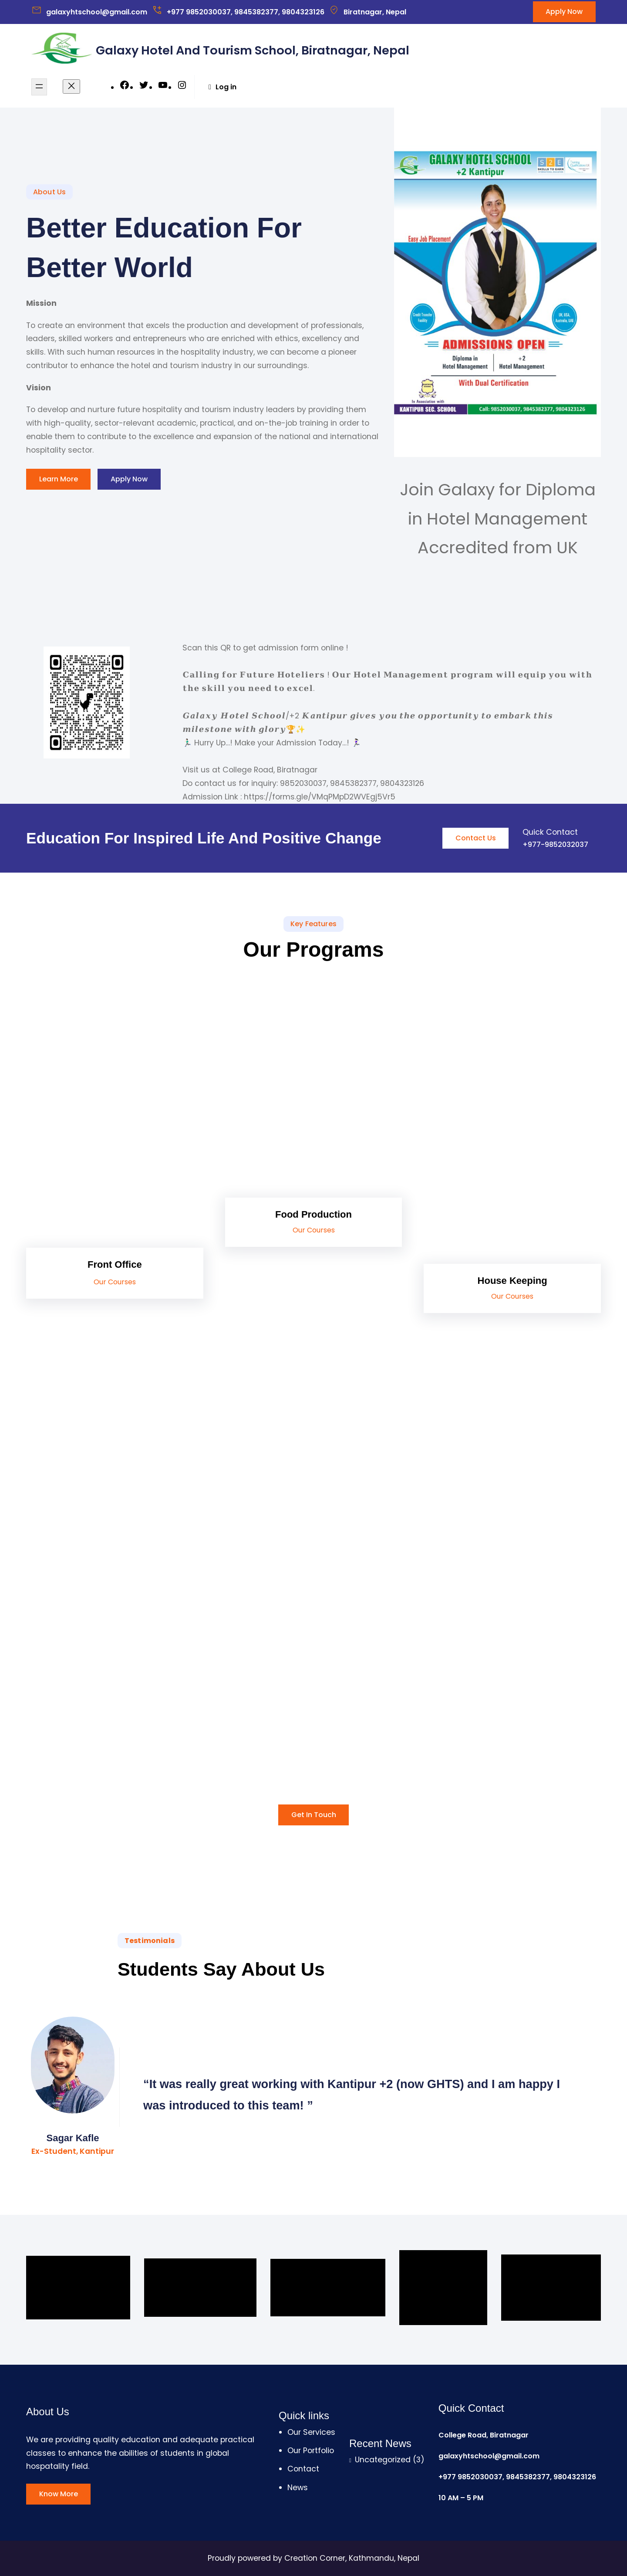 galaxyhtschool@gmail.com +977 9852030037, 9845382377, 9804323126 Biratnagar, Nepal Apply Now
Galaxy Hotel And Tourism School, Biratnagar, Nepal
Log in
About Us
Better Education For
Better World
Mission
To create an environment that excels the production and development of professionals,
leaders, skilled workers and entrepreneurs who are enriched with ethics, excellency and
skills. With such human resources in the hospitality industry, we can become a pioneer
contributor to enhance the hotel and tourism industry in our surroundings.
Vision
To develop and nurture future hospitality and tourism industry leaders by providing them
with high-quality, sector-relevant academic, practical, and on-the-job training in order to
enable them to contribute to the excellence and expansion of the national and international
hospitality sector.
Learn More Apply Now
GALAXY HOTEL SCHOOL
+2 Kantipur
S2E
Easy Job Placement
ADMISSIONS OPEN
Diploma in
Hotel Management
+2
Hotel Management
With Dual Certification
In Association with
KANTIPUR SEC. SCHOOL
Call: 9852030037, 9845382377, 9804323126
Join Galaxy for Diploma
in Hotel Management
Accredited from UK
Scan this QR to get admission form online !
𝐂𝐚𝐥𝐥𝐢𝐧𝐠 𝐟𝐨𝐫 𝐅𝐮𝐭𝐮𝐫𝐞 𝐇𝐨𝐭𝐞𝐥𝐢𝐞𝐫𝐬 ! 𝐎𝐮𝐫 𝐇𝐨𝐭𝐞𝐥 𝐌𝐚𝐧𝐚𝐠𝐞𝐦𝐞𝐧𝐭 𝐩𝐫𝐨𝐠𝐫𝐚𝐦 𝐰𝐢𝐥𝐥 𝐞𝐪𝐮𝐢𝐩 𝐲𝐨𝐮 𝐰𝐢𝐭𝐡
𝐭𝐡𝐞 𝐬𝐤𝐢𝐥𝐥 𝐲𝐨𝐮 𝐧𝐞𝐞𝐝 𝐭𝐨 𝐞𝐱𝐜𝐞𝐥.
𝑮𝒂𝒍𝒂𝒙𝒚 𝑯𝒐𝒕𝒆𝒍 𝑺𝒄𝒉𝒐𝒐𝒍/+2 𝑲𝒂𝒏𝒕𝒊𝒑𝒖𝒓 𝒈𝒊𝒗𝒆𝒔 𝒚𝒐𝒖 𝒕𝒉𝒆 𝒐𝒑𝒑𝒐𝒓𝒕𝒖𝒏𝒊𝒕𝒚 𝒕𝒐 𝒆𝒎𝒃𝒂𝒓𝒌 𝒕𝒉𝒊𝒔
𝒎𝒊𝒍𝒆𝒔𝒕𝒐𝒏𝒆 𝒘𝒊𝒕𝒉 𝒈𝒍𝒐𝒓𝒚🏆✨
🏃‍♂️ Hurry Up…! Make your Admission Today…! 🏃‍♀️
Visit us at College Road, Biratnagar
Do contact us for inquiry: 9852030037, 9845382377, 9804323126
Admission Link : https://forms.gle/VMqPMpD2WVEgj5Vr5
Education For Inspired Life And Positive Change
Contact Us
Quick Contact
+977-9852032037
Key Features
Our Programs
Food Production
Our Courses
Front Office
Our Courses
House Keeping
Our Courses
Get In Touch
Testimonials
Students Say About Us
“It was really great working with Kantipur +2 (now GHTS) and I am happy I
was introduced to this team! ”
Sagar Kafle
Ex-Student, Kantipur
About Us
We are providing quality education and adequate practical
classes to enhance the abilities of students in global
hospatality field.
Know More
Quick links
Our Services
Our Portfolio
Contact
News
Recent News
Uncategorized (3)
Quick Contact
College Road, Biratnagar
galaxyhtschool@gmail.com
+977 9852030037, 9845382377, 9804323126
10 AM – 5 PM
Proudly powered by Creation Corner, Kathmandu, Nepal